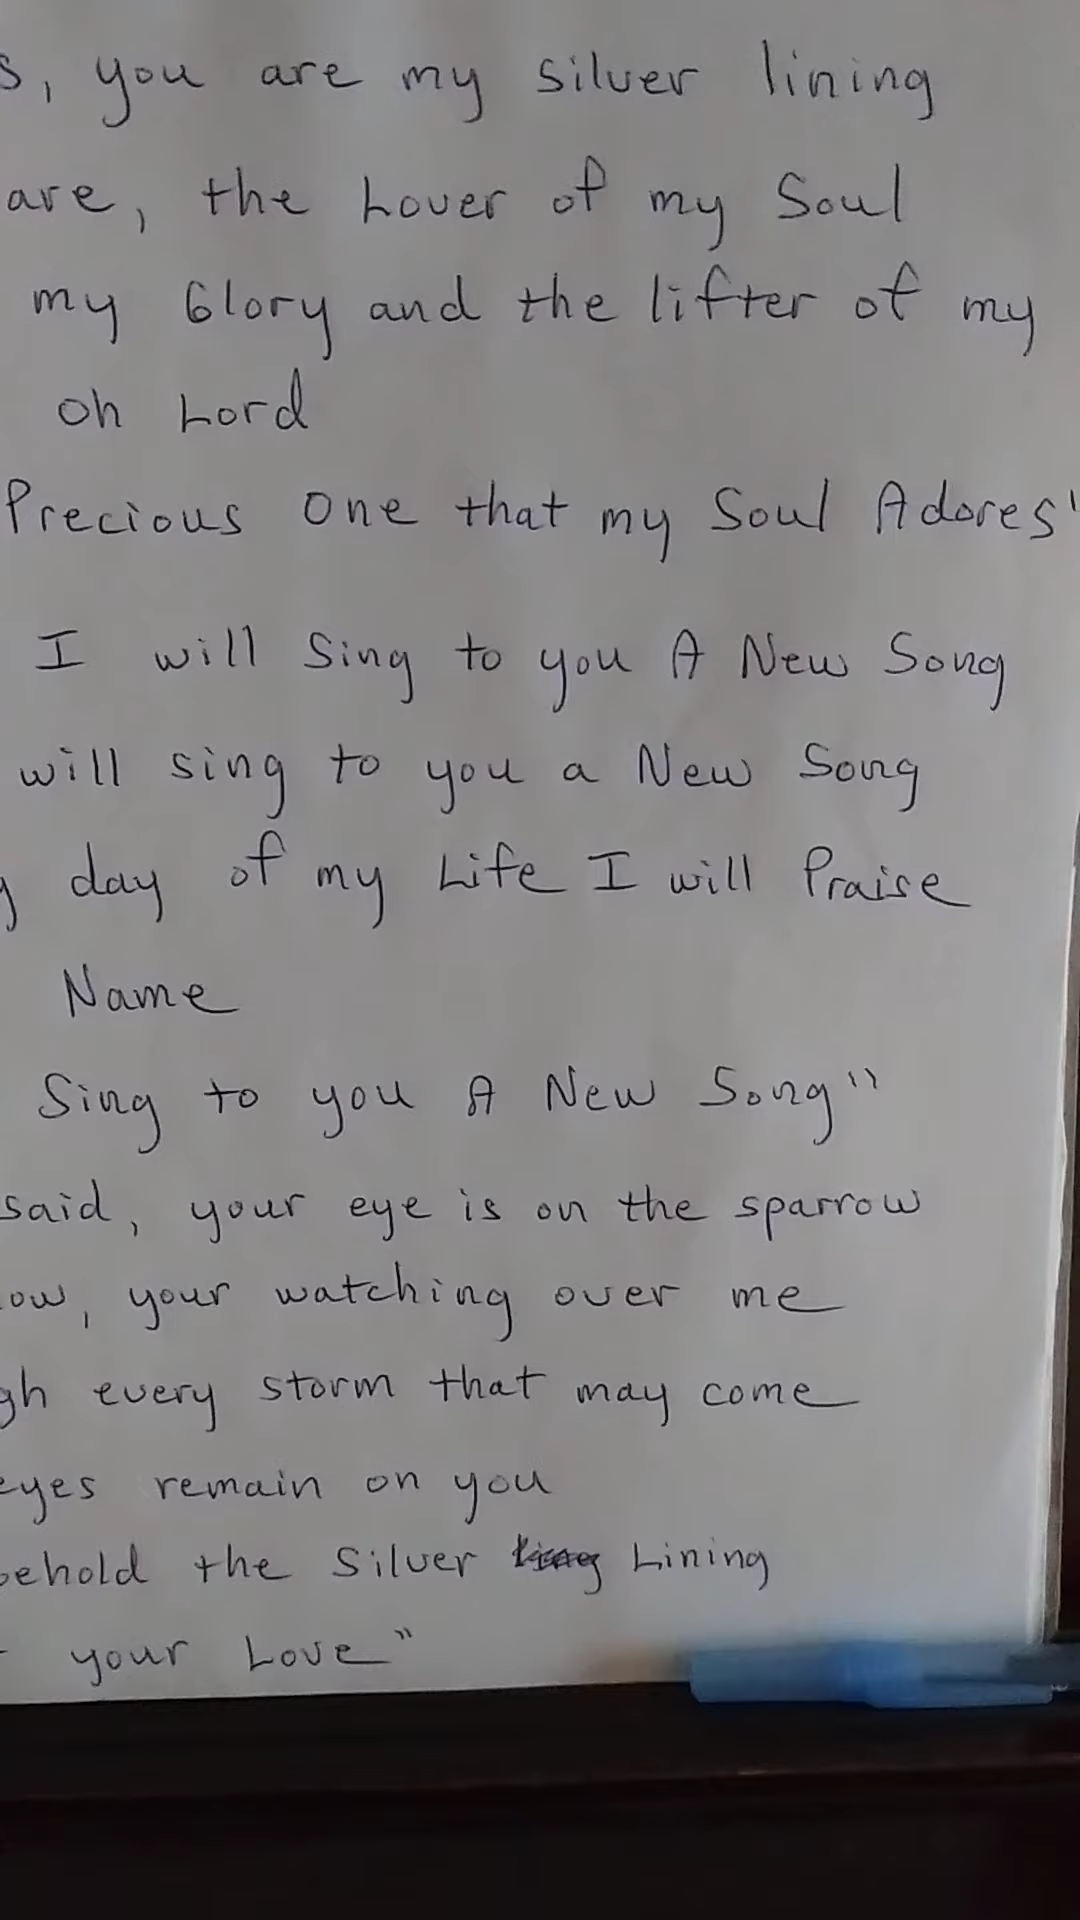 s, you are my silver lining
are, the Lover of my Soul
my Glory and the lifter of my
oh Lord
Precious One that my Soul Adores"
I will Sing to you A New Song
will sing to you a New Song
day of my Life I will Praise
Name
Sing to you A New Song"
said, your eye is on the sparrow
ow, your watching over me
gh every storm that may come
eyes remain on you
behold the Silver Lining
your Love"